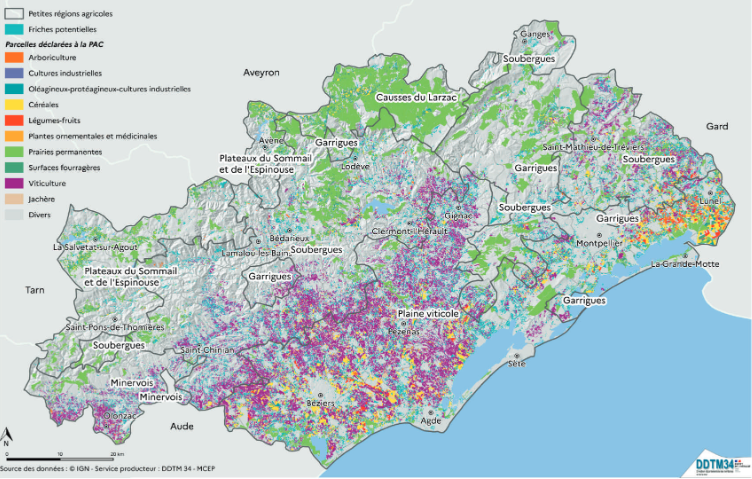 Petites régions agricoles
Friches potentielles
Parcelles déclarées à la PAC
Arboriculture
Cultures industrielles
Oléagineux-protéagineux-cultures industrielles
Céréales
Légumes-fruits
Plantes ornementales et médicinales
Prairies permanentes
Surfaces fourragères
Viticulture
Jachère
Divers
Ganges
Soubergues
Aveyron
Causses du Larzac
Gard
Avène
Garrigues
Saint-Mathieu-de-Tréviers
Plateaux du Sommail
et de l'Espinouse
Soubergues
Lodève
Garrigues
Lunel
Soubergues
Gignac
Garrigues
Clermont-l'Hérault
Bédarieux
Montpellier
La Salvetat-sur-Agout
Lamalou-les-Bains
Soubergues
La-Grande-Motte
Plateaux du Sommail
et de l'Espinouse
Garrigues
Tarn
Garrigues
Plaine viticole
Saint-Pons-de-Thomières
Pézenas
Soubergues
Saint-Chinian
Sète
Minervois
Minervois
Béziers
Olonzac
Agde
Aude
N
0 10 20 km
Source des données : © IGN - Service producteur : DDTM 34 - MCEP
DDTM34